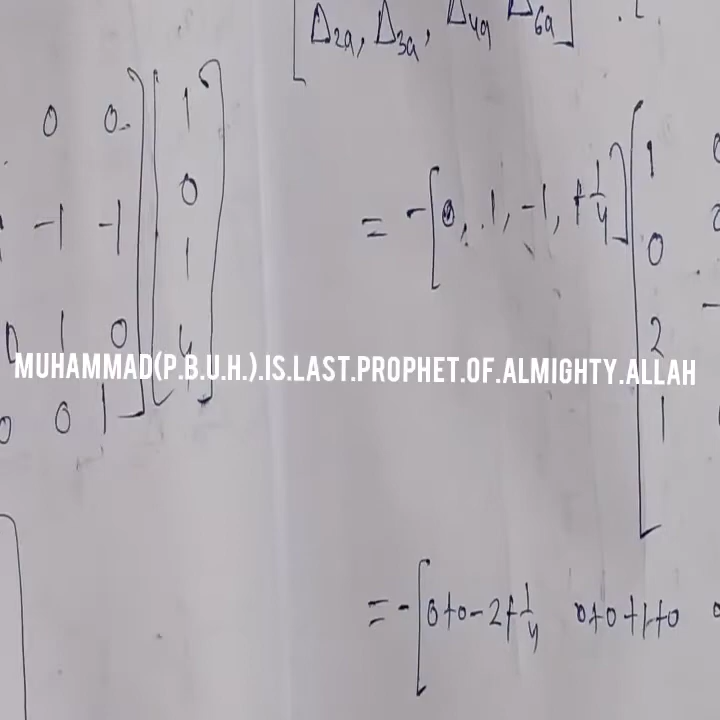 [Δ2a, Δ3a, Δ4a Δ6a] . [
0 0
-1 -1
1 0
0 0 1
1
0
1
= -[0, 1, -1, +1/4]
1
0
2
1
MUHAMMAD(P.B.U.H.).IS.LAST.PROPHET.OF.ALMIGHTY.ALLAH
= -[0+0-2+1/4 0+0+1+0